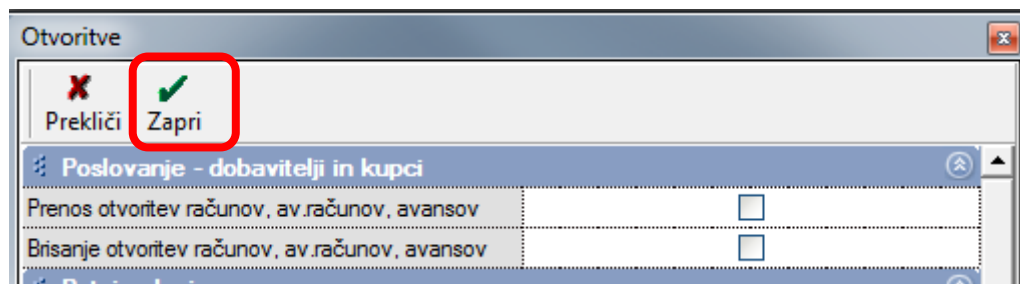 Otvoritve
Prekliči Zapri
Poslovanje - dobavitelji in kupci
Prenos otvoritev računov, av.računov, avansov
Brisanje otvoritev računov, av.računov, avansov